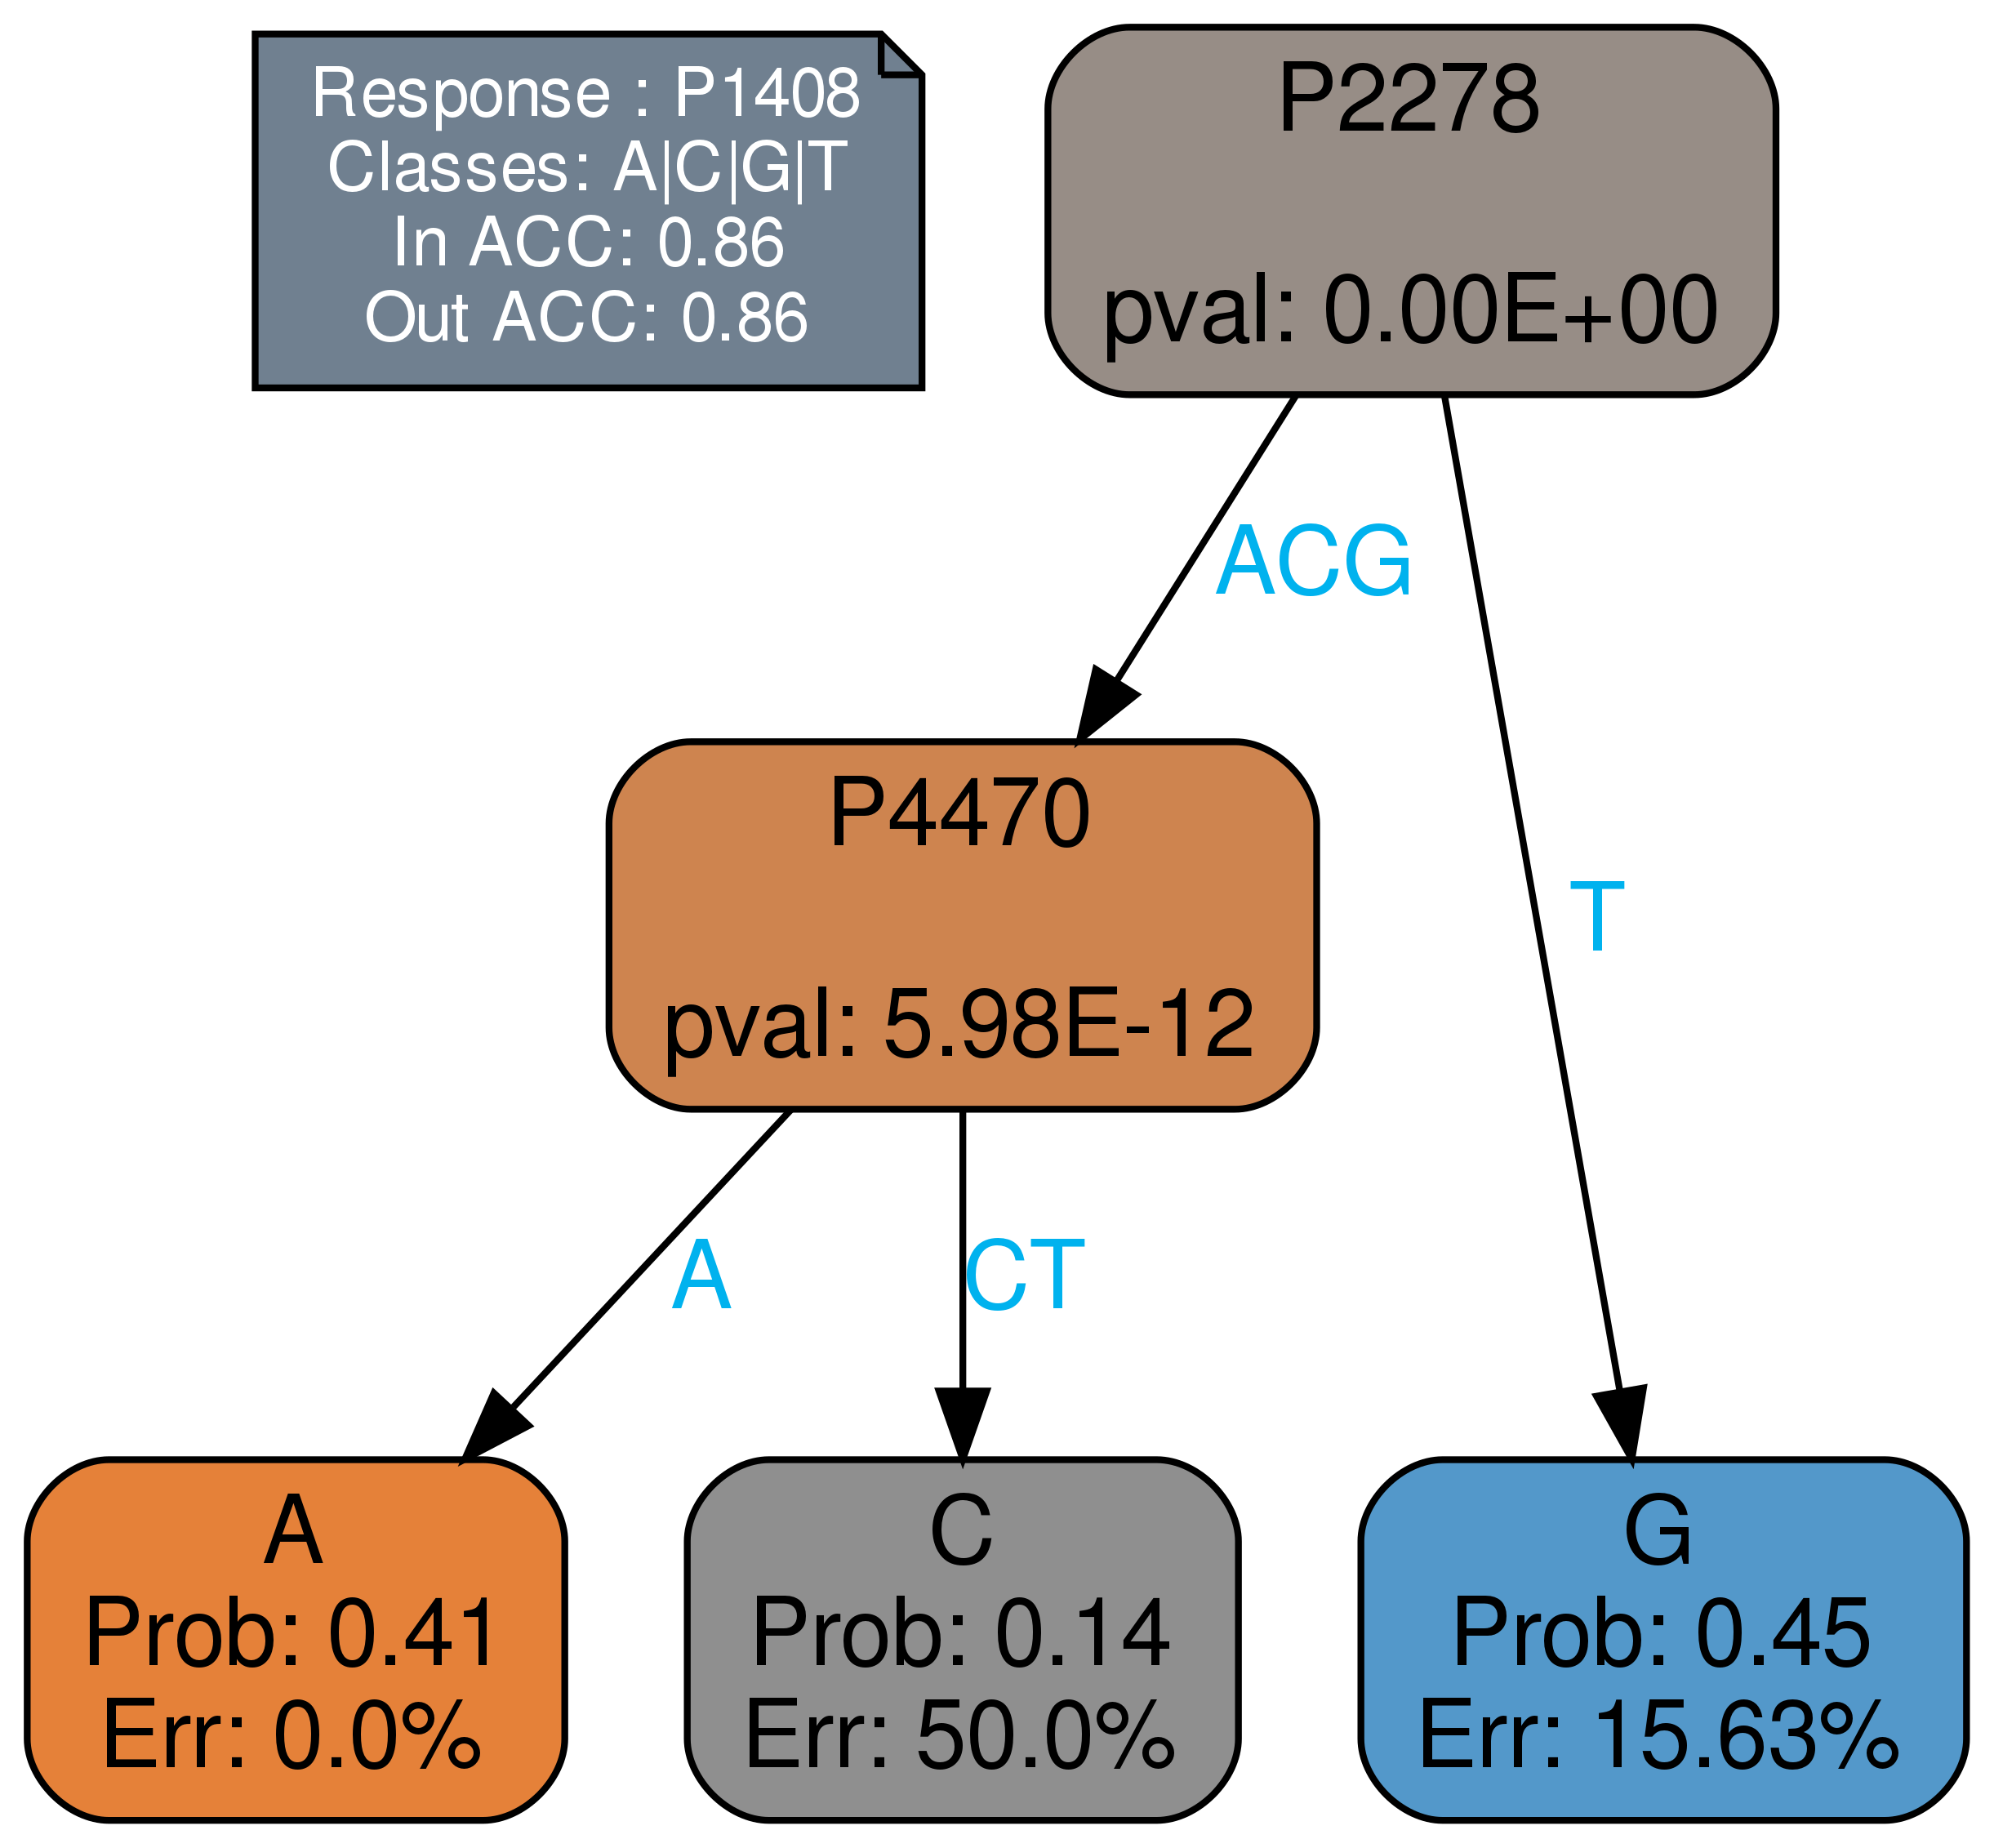 Response : P1408
Classes: A|C|G|T
In ACC: 0.86
Out ACC: 0.86
P2278
pval: 0.00E+00
ACG
P4470
pval: 5.98E-12
T
A
CT
A
Prob: 0.41
Err: 0.0%
C
Prob: 0.14
Err: 50.0%
G
Prob: 0.45
Err: 15.63%